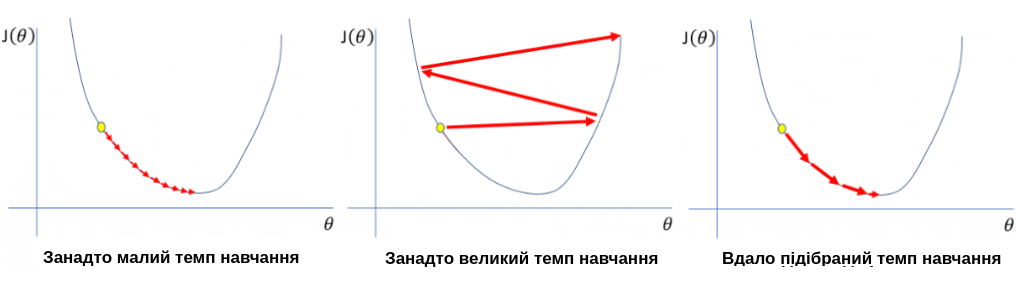 J(θ)
θ
Занадто малий темп навчання
J(θ)
θ
Занадто великий темп навчання
J(θ)
θ
Вдало підібраний темп навчання